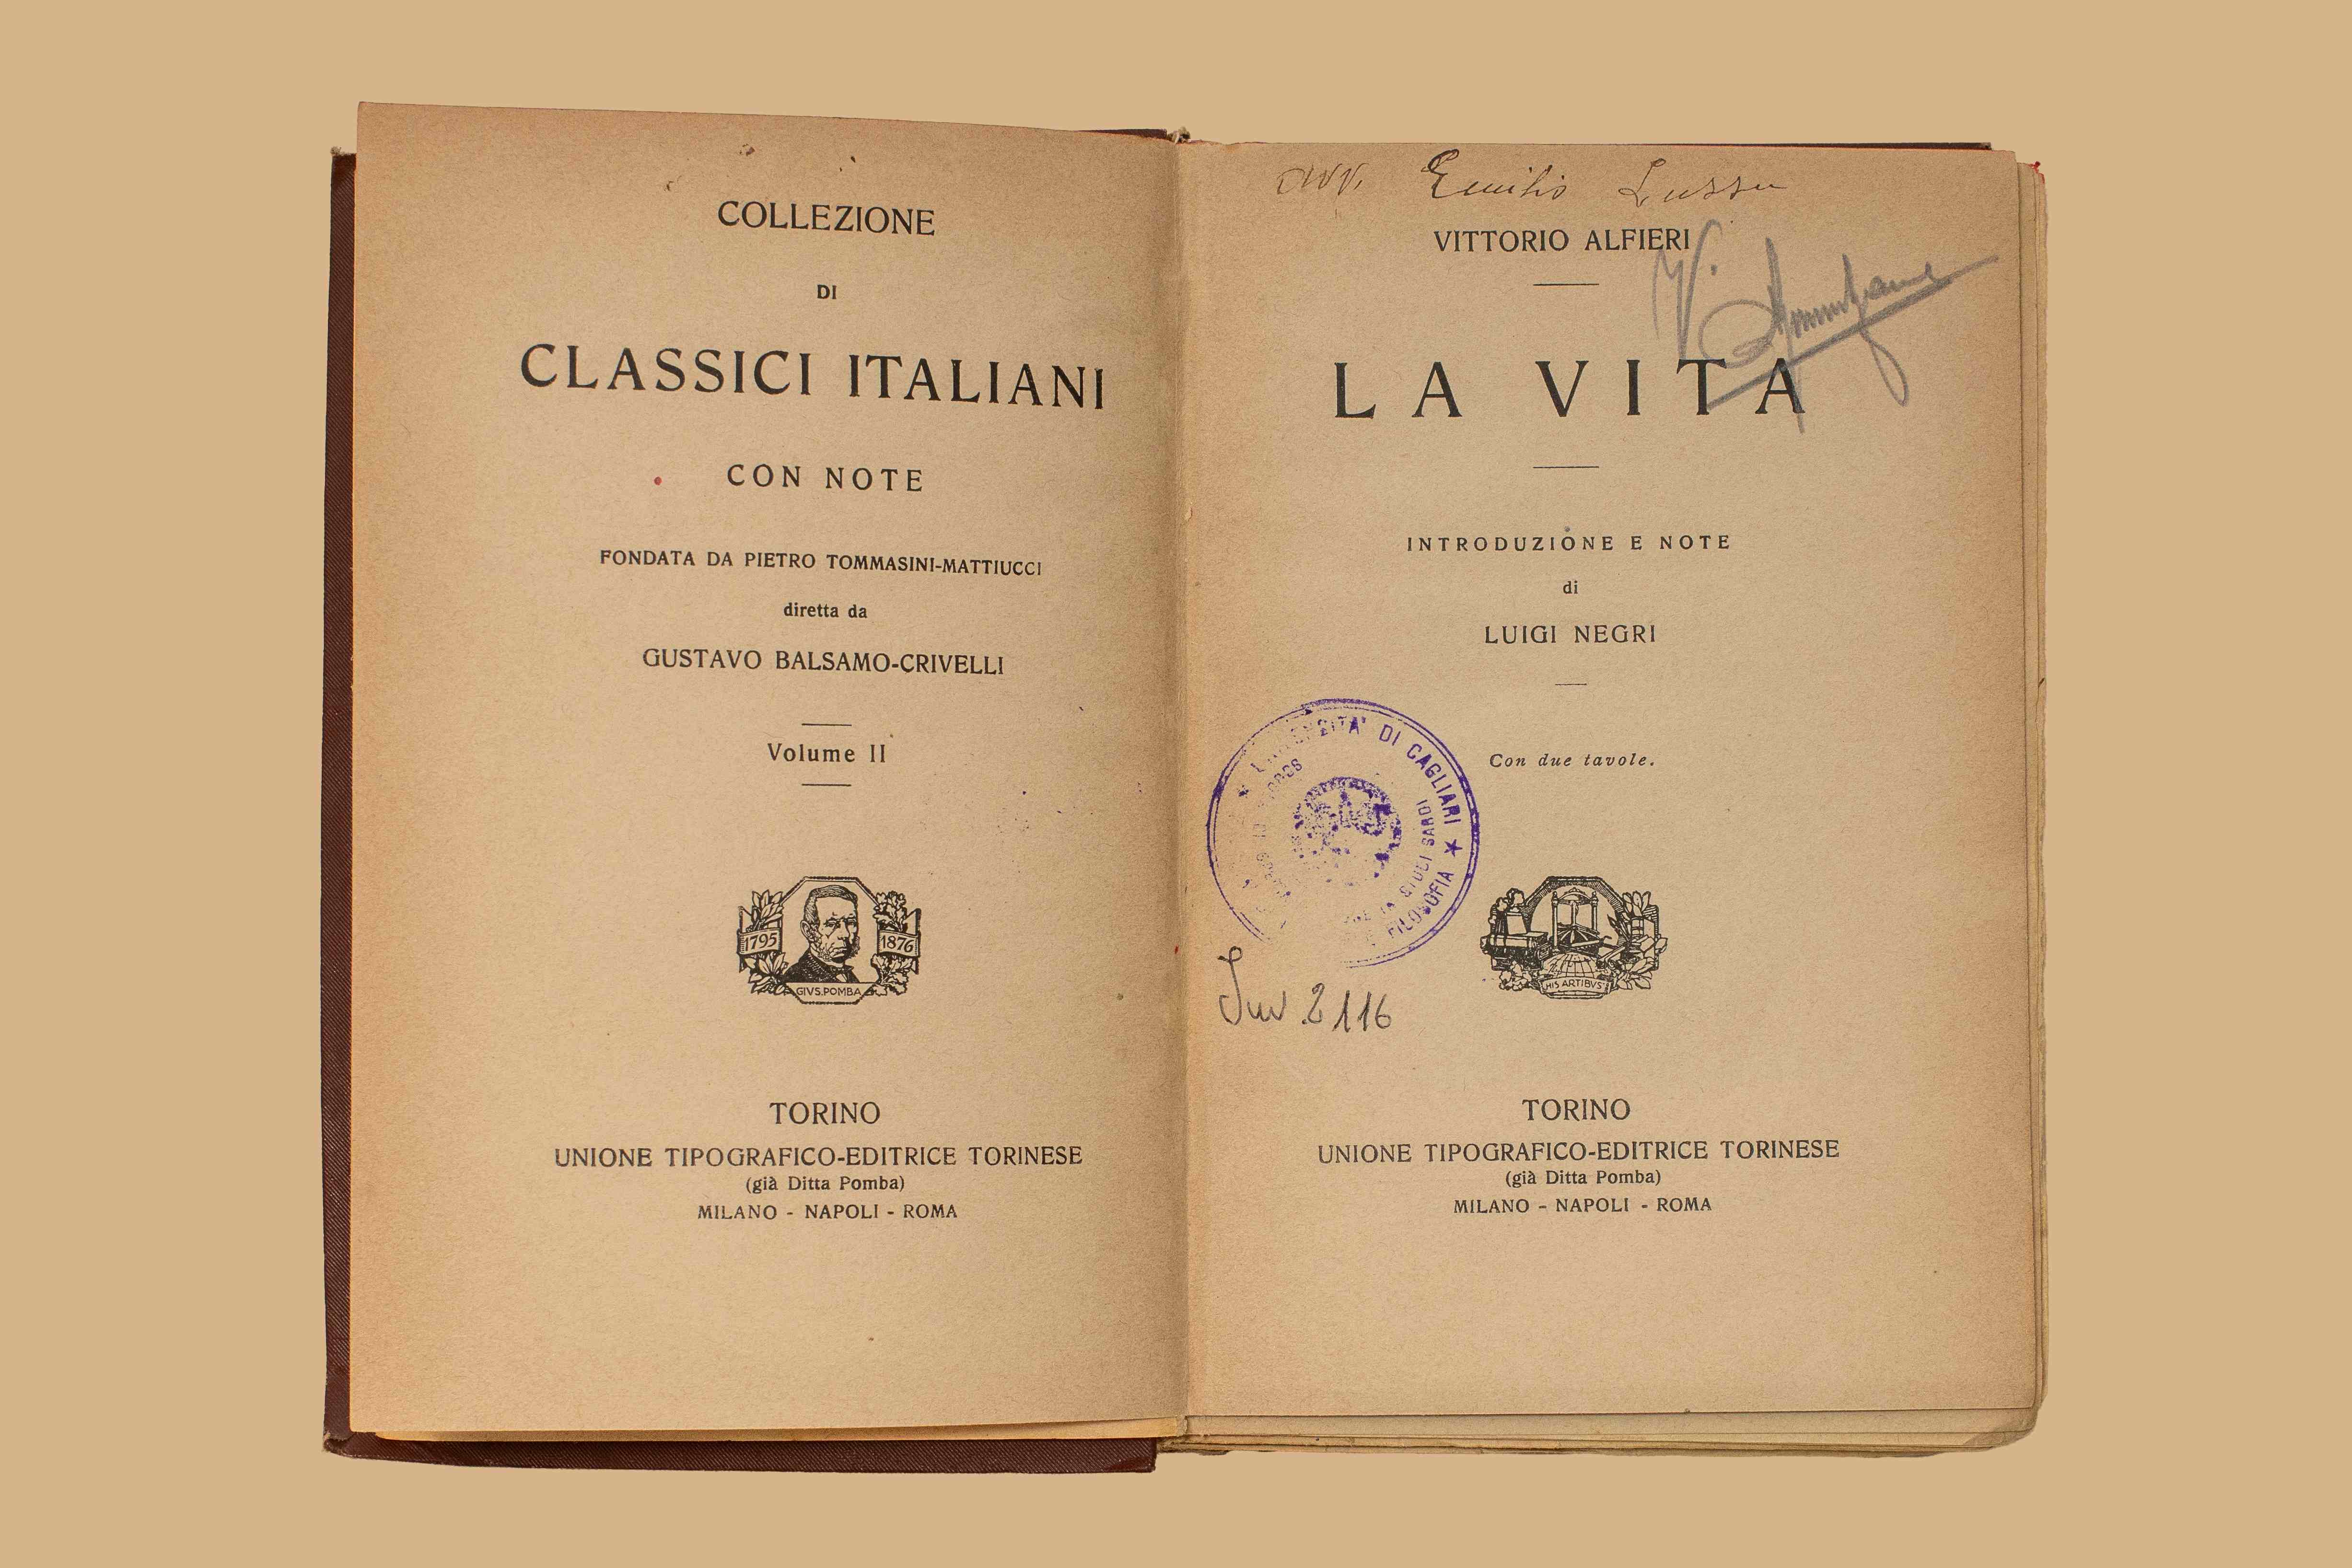 COLLEZIONE
DI
CLASSICI ITALIANI
CON NOTE
FONDATA DA PIETRO TOMMASINI-MATTIUCCI
diretta da
GUSTAVO BALSAMO-CRIVELLI
Volume II
1795 1876
GIVS. POMBA
TORINO
UNIONE TIPOGRAFICO-EDITRICE TORINESE
(già Ditta Pomba)
MILANO - NAPOLI - ROMA
avv. Emilio Lussu
VITTORIO ALFIERI
LA VITA
INTRODUZIONE E NOTE
di
LUIGI NEGRI
Con due tavole.
DI CAGLIARI ★
STUDI SARDI
FILOSOFIA
Inv 2116
HIS ARTIBVS
TORINO
UNIONE TIPOGRAFICO-EDITRICE TORINESE
(già Ditta Pomba)
MILANO - NAPOLI - ROMA